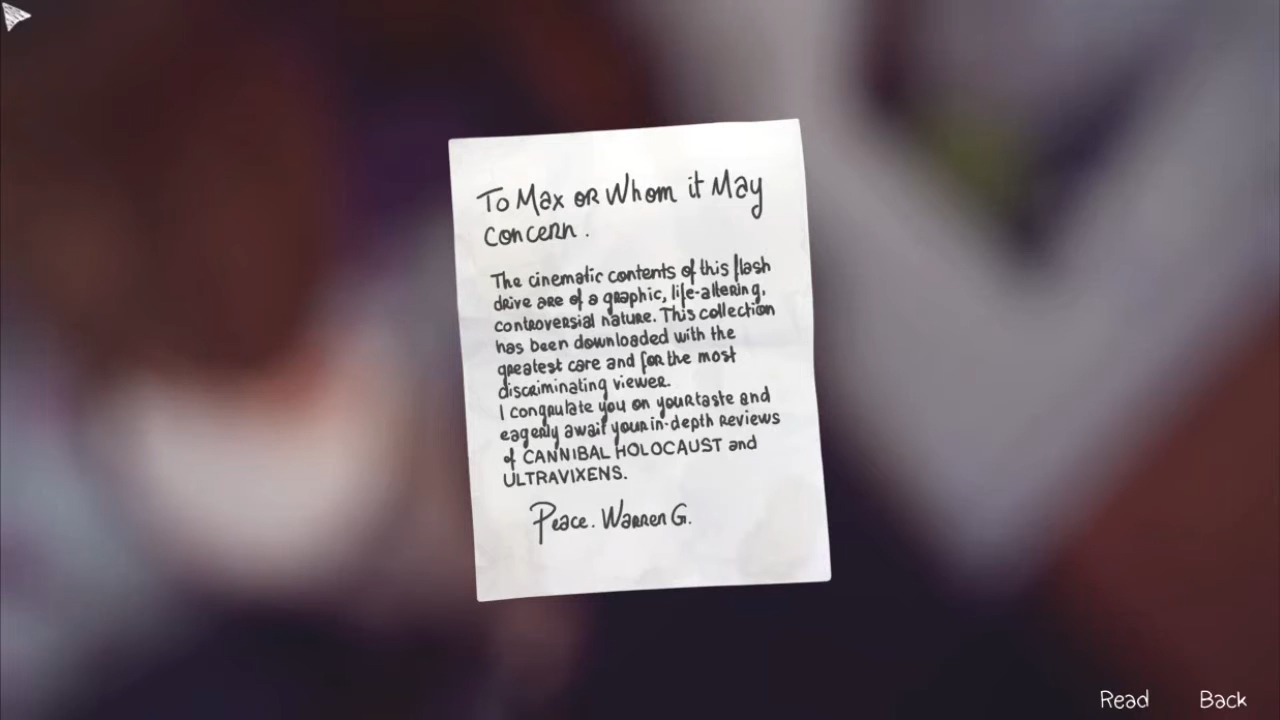 To Max or Whom it May
Concern.
The cinematic contents of this flash
drive are of a graphic, life-altering,
controversial nature. This collection
has been downloaded with the
greatest care and for the most
discriminating viewer.
I congrulate you on your taste and
eagerly await your in-depth reviews
of CANNIBAL HOLOCAUST and
ULTRAVIXENS.
Peace. Warren G.
Read Back